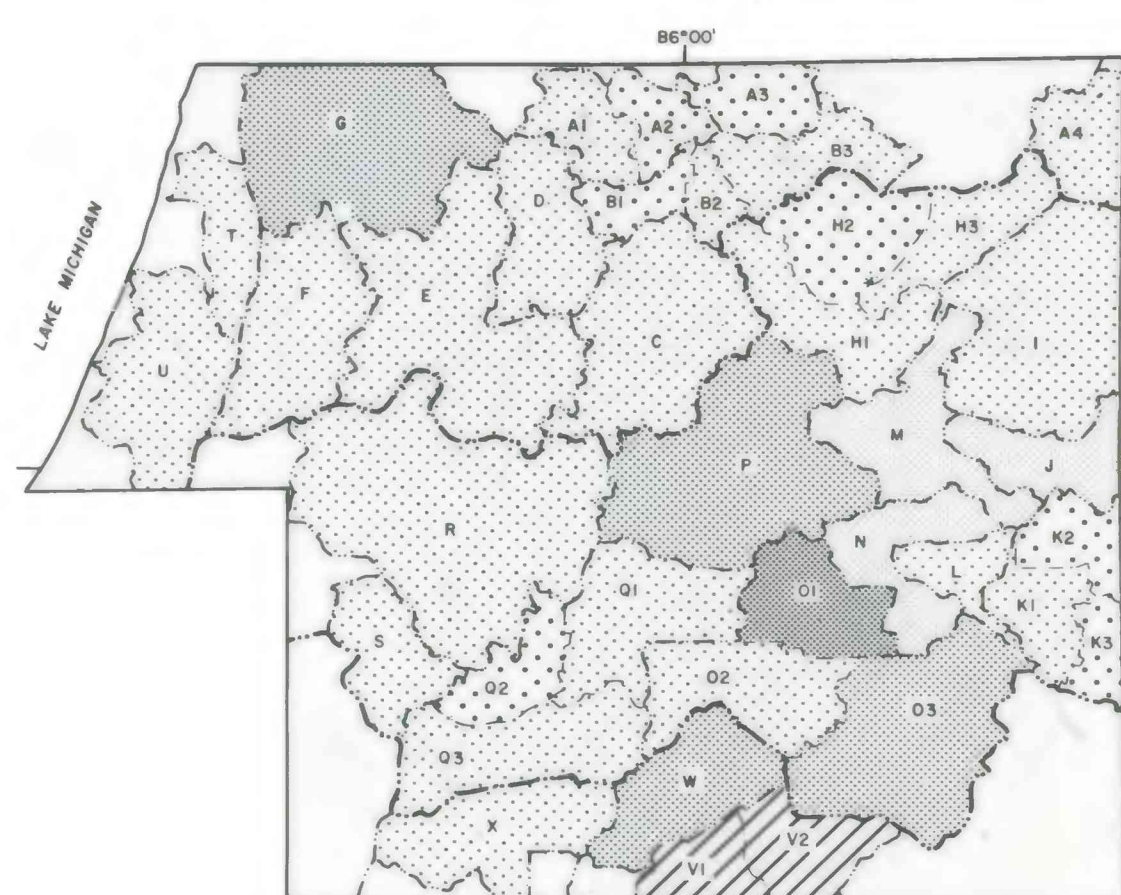 86°00'
A3
G
A1
A2
A4
B3
D
B1
B2
H2
H3
T
LAKE MICHIGAN
F
E
C
H1
I
U
M
P
J
R
N
K2
L
Q1
O1
K1
S
K3
Q2
O2
O3
Q3
W
X
V2
V1